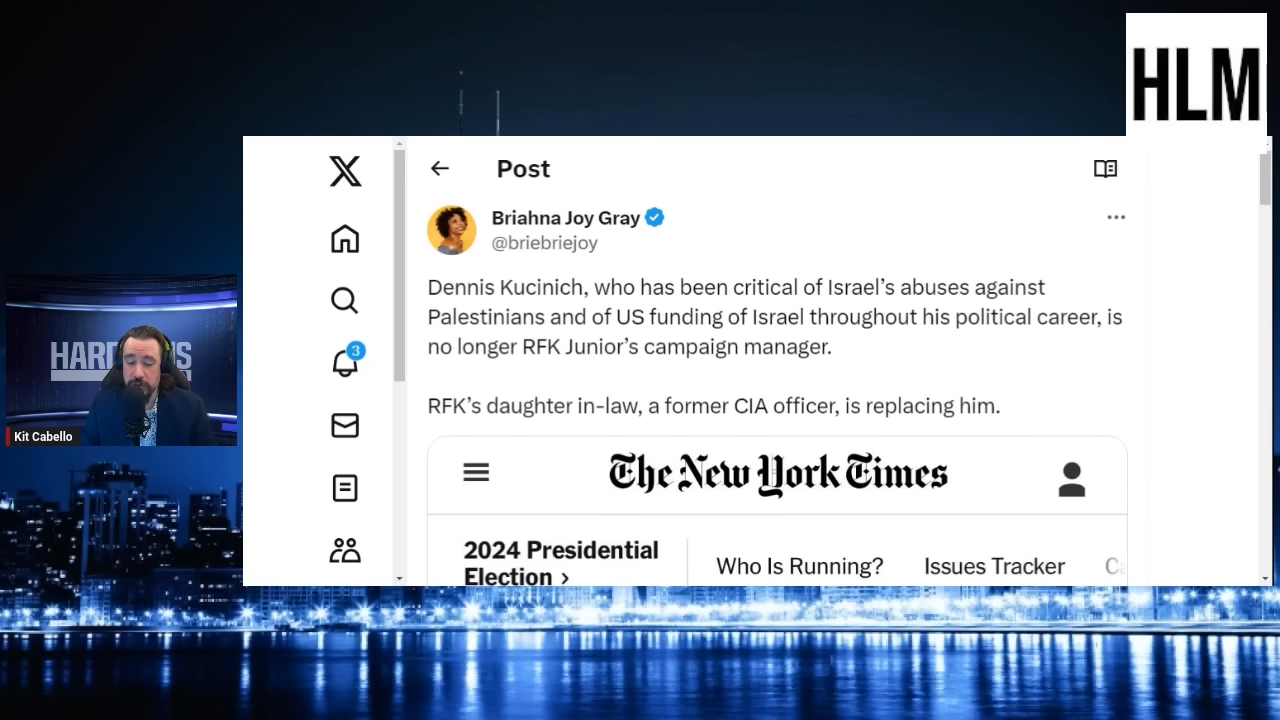 HLM
Post
Briahna Joy Gray
@briebriejoy
Dennis Kucinich, who has been critical of Israel’s abuses against
Palestinians and of US funding of Israel throughout his political career, is
no longer RFK Junior’s campaign manager.
RFK’s daughter in-law, a former CIA officer, is replacing him.
The New York Times
2024 Presidential
Election ›
Who Is Running?
Issues Tracker
3
Kit Cabello